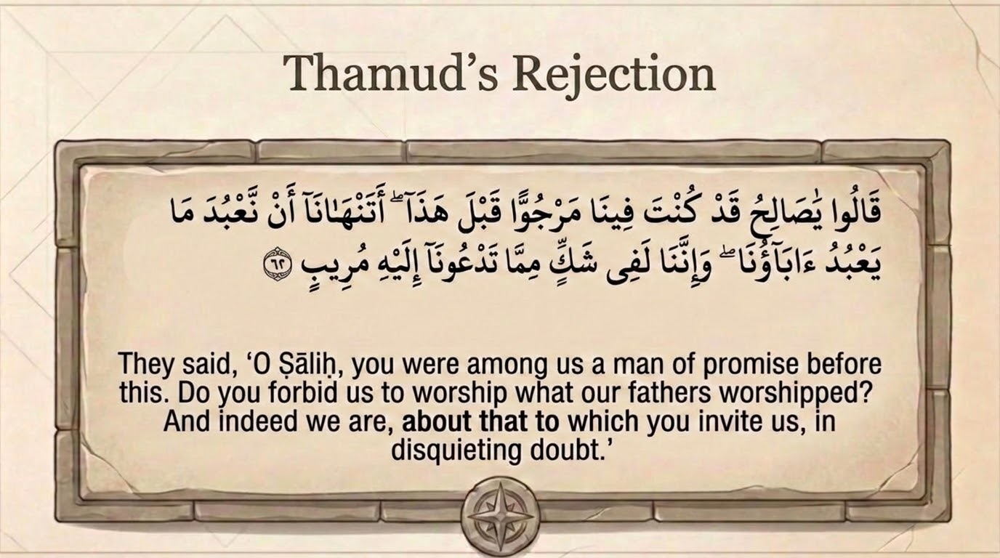 Thamud’s Rejection
قَالُوا يَٰصَالِحُ قَدْ كُنْتَ فِينَا مَرْجُوًّا قَبْلَ هَذَآ ۖ أَتَنْهَانَآ أَنْ نَّعْبُدَ مَا
يَعْبُدُ ءَابَآؤُنَا ۖ وَإِنَّنَا لَفِى شَكٍّ مِمَّا تَدْعُونَآ إِلَيْهِ مُرِيبٍ ٦٢
They said, ‘O Ṣāliḥ, you were among us a man of promise before
this. Do you forbid us to worship what our fathers worshipped?
And indeed we are, about that to which you invite us, in
disquieting doubt.’